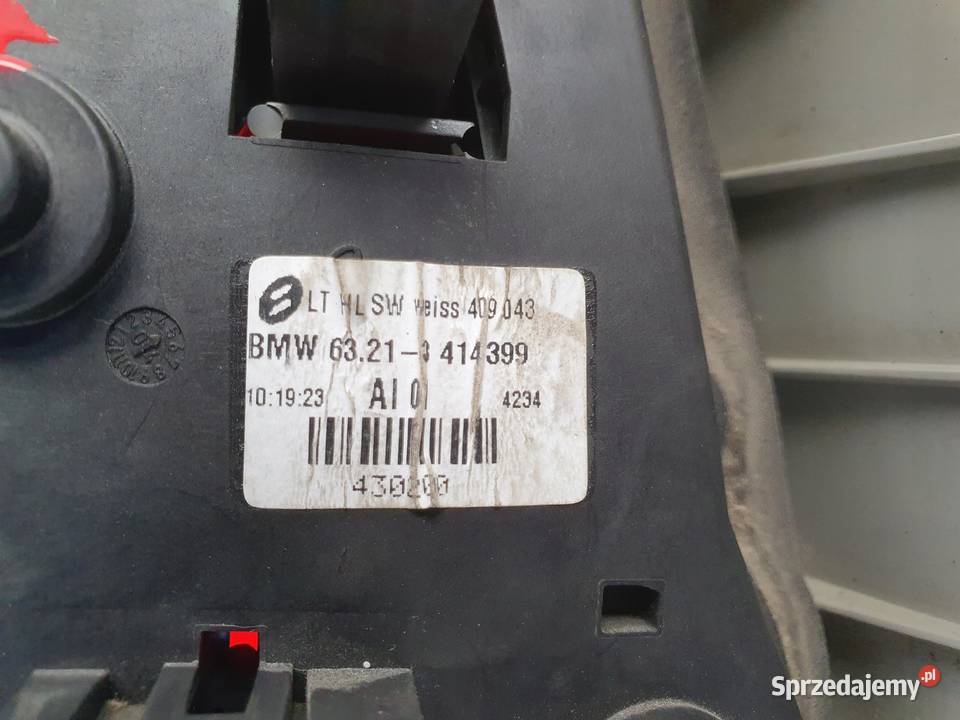 LT HL SW weiss 409 043
BMW 63.21-3 414399
10:19:23 AI 0 4234
430200
Sprzedajemy.pl